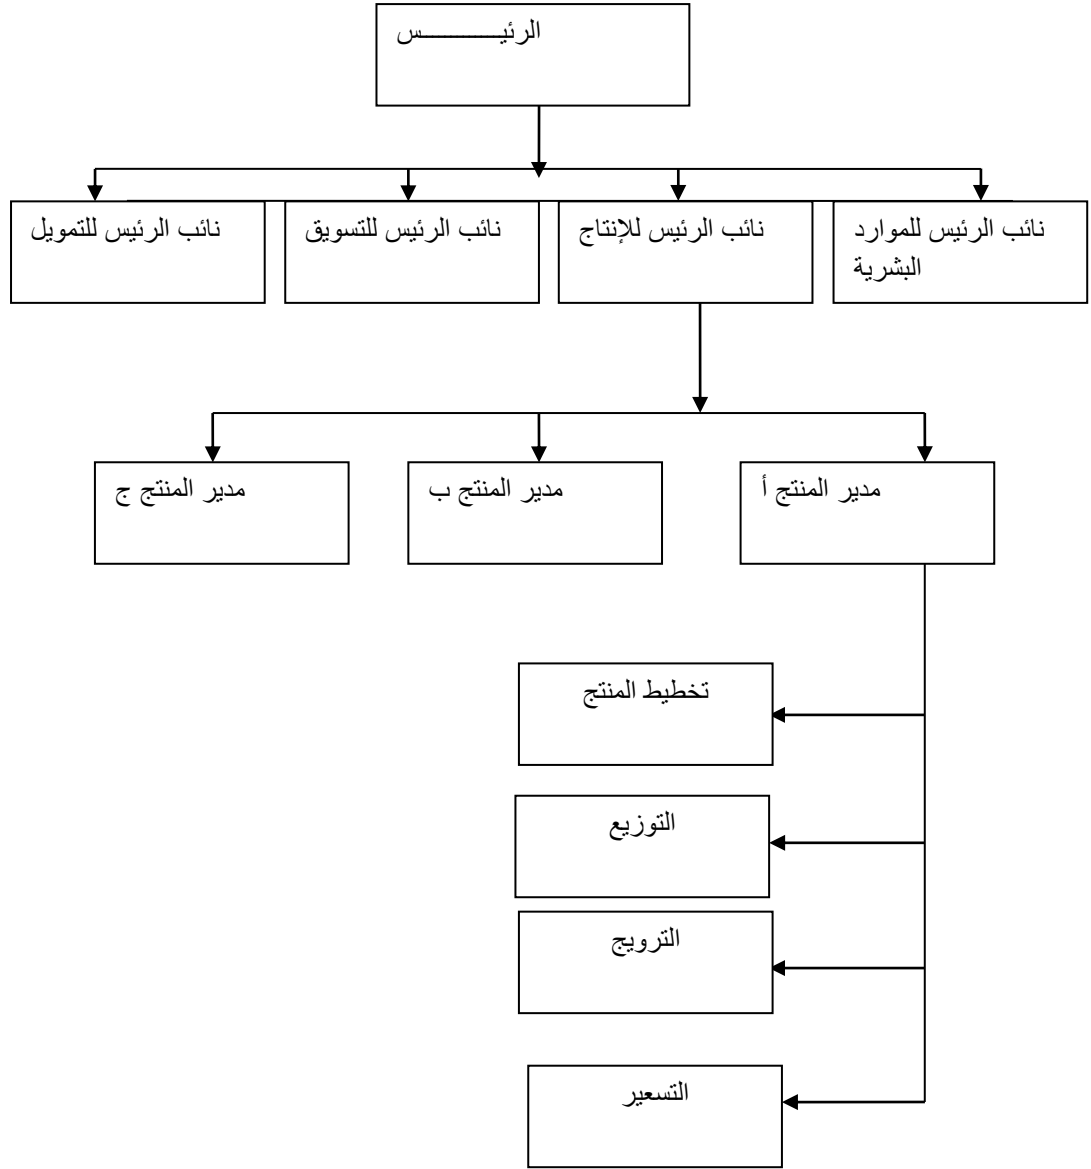 الرئيــــــــــس
نائب الرئيس للموارد
البشرية
نائب الرئيس للإنتاج
نائب الرئيس للتسويق
نائب الرئيس للتمويل
مدير المنتج أ
مدير المنتج ب
مدير المنتج ج
تخطيط المنتج
التوزيع
الترويج
التسعير